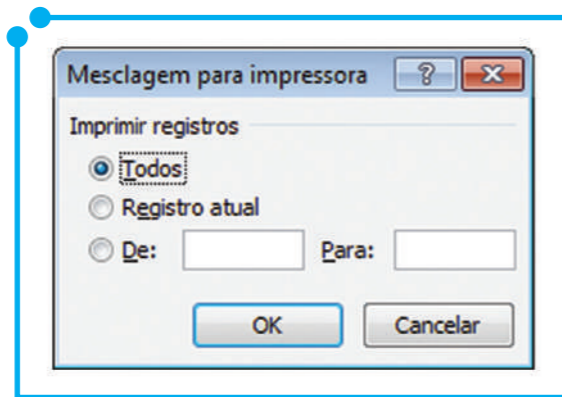 Mesclagem para impressora
Imprimir registros
Todos
Registro atual
De: Para:
OK Cancelar